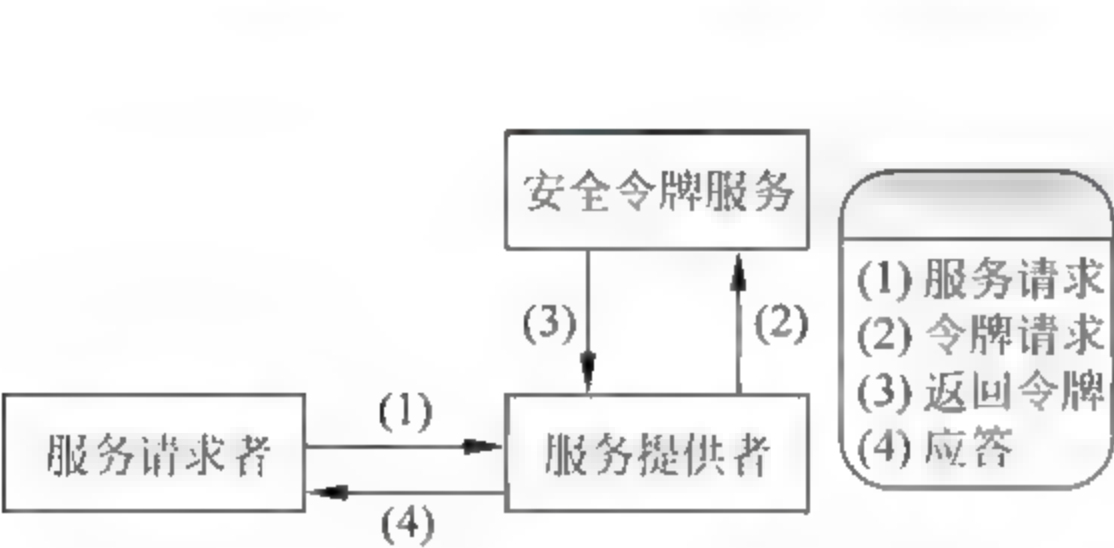 安全令牌服务
(3)
(2)
(1)
服务请求者
服务提供者
(4)
(1) 服务请求
(2) 令牌请求
(3) 返回令牌
(4) 应答